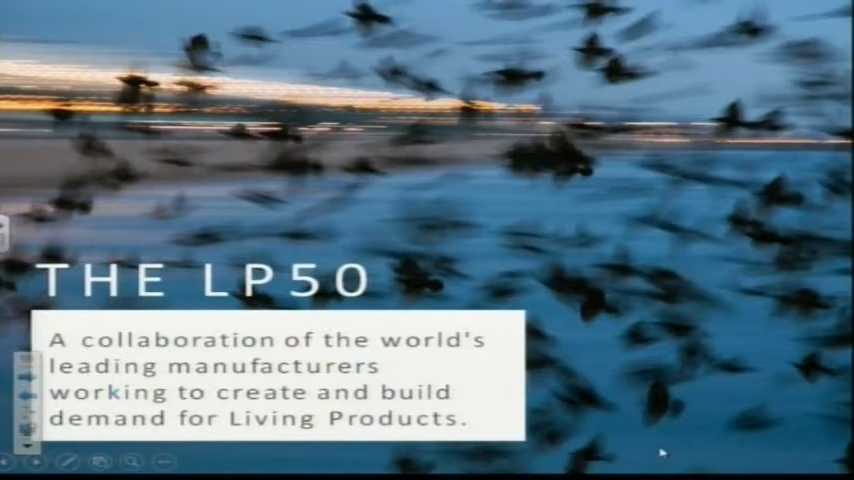 THE LP50
A collaboration of the world's
leading manufacturers
working to create and build
demand for Living Products.